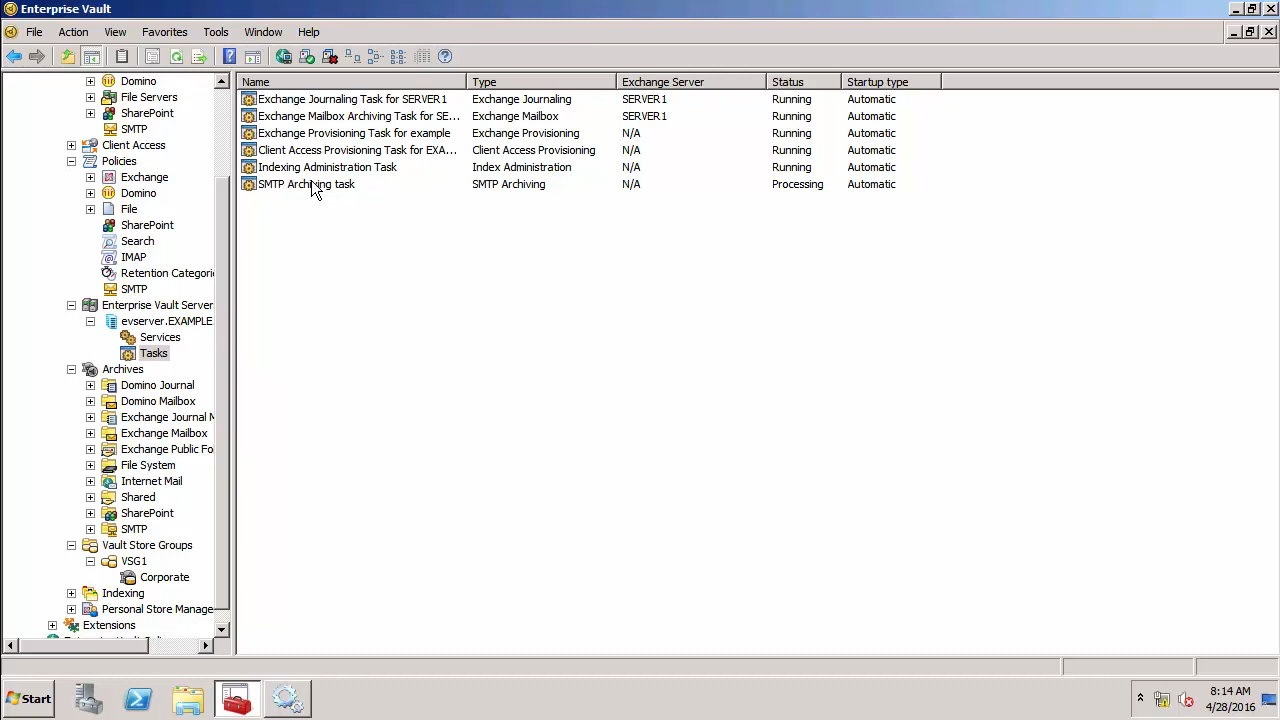 Enterprise Vault
File Action View Favorites Tools Window Help
Name Type Exchange Server Status Startup type
Exchange Journaling Task for SERVER1 Exchange Journaling SERVER1 Running Automatic
Exchange Mailbox Archiving Task for SE... Exchange Mailbox SERVER1 Running Automatic
Exchange Provisioning Task for example Exchange Provisioning N/A Running Automatic
Client Access Provisioning Task for EXA... Client Access Provisioning N/A Running Automatic
Indexing Administration Task Index Administration N/A Running Automatic
SMTP Archiving task SMTP Archiving N/A Processing Automatic
Domino
File Servers
SharePoint
SMTP
Client Access
Policies
Exchange
Domino
File
SharePoint
Search
IMAP
Retention Categori
SMTP
Enterprise Vault Server
evserver.EXAMPLE
Services
Tasks
Archives
Domino Journal
Domino Mailbox
Exchange Journal M
Exchange Mailbox
Exchange Public Fo
File System
Internet Mail
Shared
SharePoint
SMTP
Vault Store Groups
VSG1
Corporate
Indexing
Personal Store Manage
Extensions
Start
8:14 AM
4/28/2016